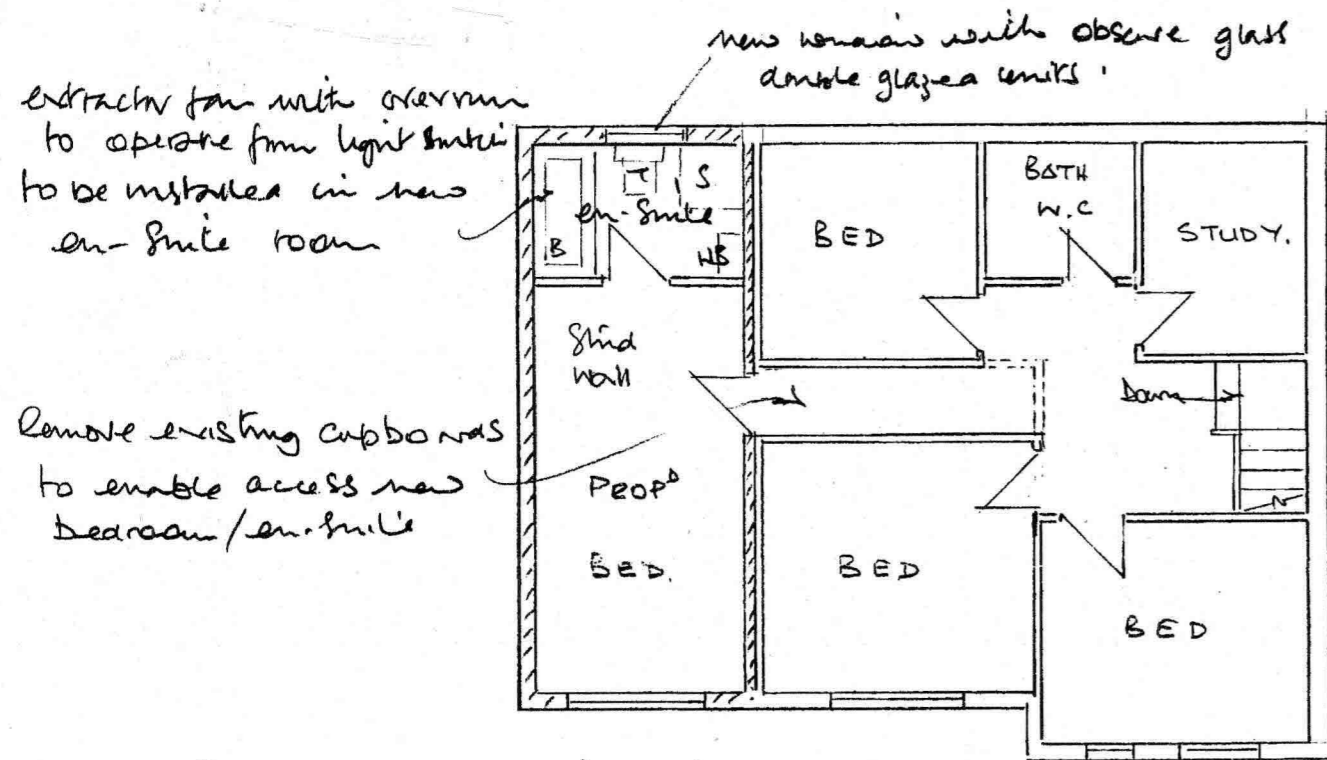 new window with obscure glass
double glazed units.
extractor fan with overrun
to operate from light switch
to be installed in new
en-Suite room
T
S
en-Suite
B
WB
BED
BATH
W.C
STUDY.
Stud
wall
Down
Remove existing cupboards
to enable access new
bedroom/en-suite
PROPD
BED.
BED
BED